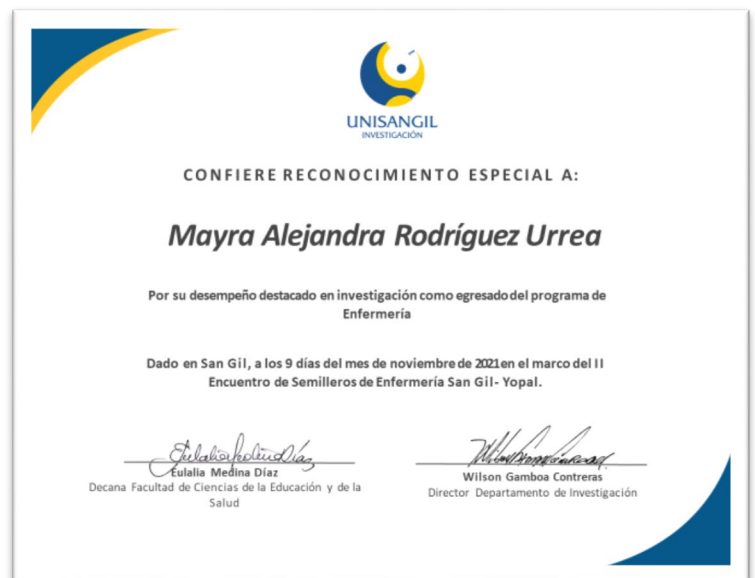 UNISANGIL
INVESTIGACIÓN
CONFIERE RECONOCIMIENTO ESPECIAL A:
Mayra Alejandra Rodríguez Urrea
Por su desempeño destacado en investigación como egresado del programa de
Enfermería
Dado en San Gil, a los 9 días del mes de noviembre de 2021 en el marco del II
Encuentro de Semilleros de Enfermería San Gil- Yopal.
Eulalia Medina Díaz
Decana Facultad de Ciencias de la Educación y de la
Salud
Wilson Gamboa Contreras
Director Departamento de Investigación